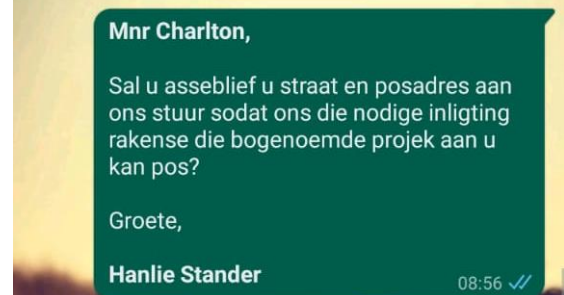 Mnr Charlton,
Sal u asseblief u straat en posadres aan
ons stuur sodat ons die nodige inligting
rakense die bogenoemde projek aan u
kan pos?
Groete,
Hanlie Stander
08:56